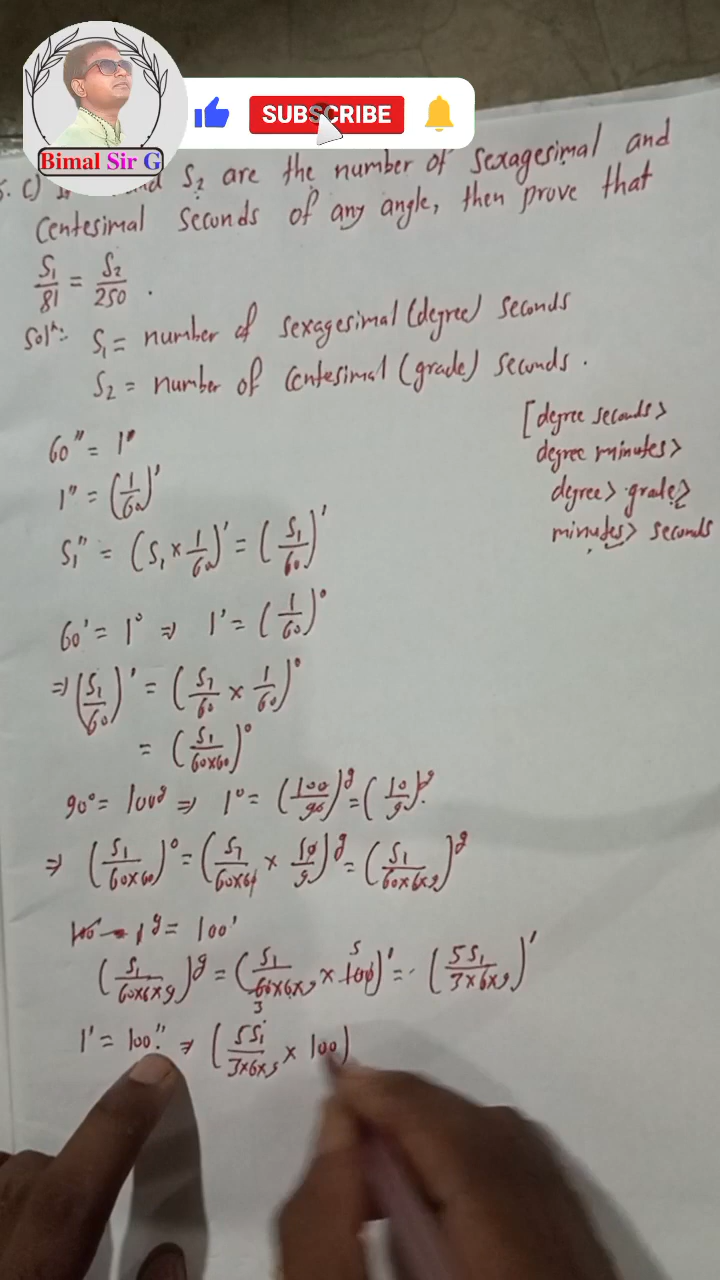 SUBSCRIBE
Bimal Sir G
5. c) If and S₂ are the number of sexagesimal and
Centesimal seconds of any angle, then prove that
S₁/81 = S₂/250 .
Solⁿ: S₁ = number of sexagesimal (degree) seconds
S₂ = number of Centesimal (grade) seconds .
60" = 1'
1" = (1/60)'
S₁" = (S₁ × 1/60)' = (S₁/60)'
60' = 1° ⇒ 1' = (1/60)°
⇒ (S₁/60)' = (S₁/60 × 1/60)°
= (S₁/60×60)°
90° = 100g ⇒ 1° = (100/90)g = (10/9)g
⇒ (S₁/60×60)° = (S₁/60×60 × 10/9)g = (S₁/60×6×9)g
1g = 100'
(S₁/60×6×9)g = (S₁/60×6×9 × 100)' = (5S₁/3×6×9)'
3 5
1' = 100" ⇒ (5S₁/3×6×9 × 100)
[degree seconds >
degree minutes >
degree > grade >
minutes > seconds